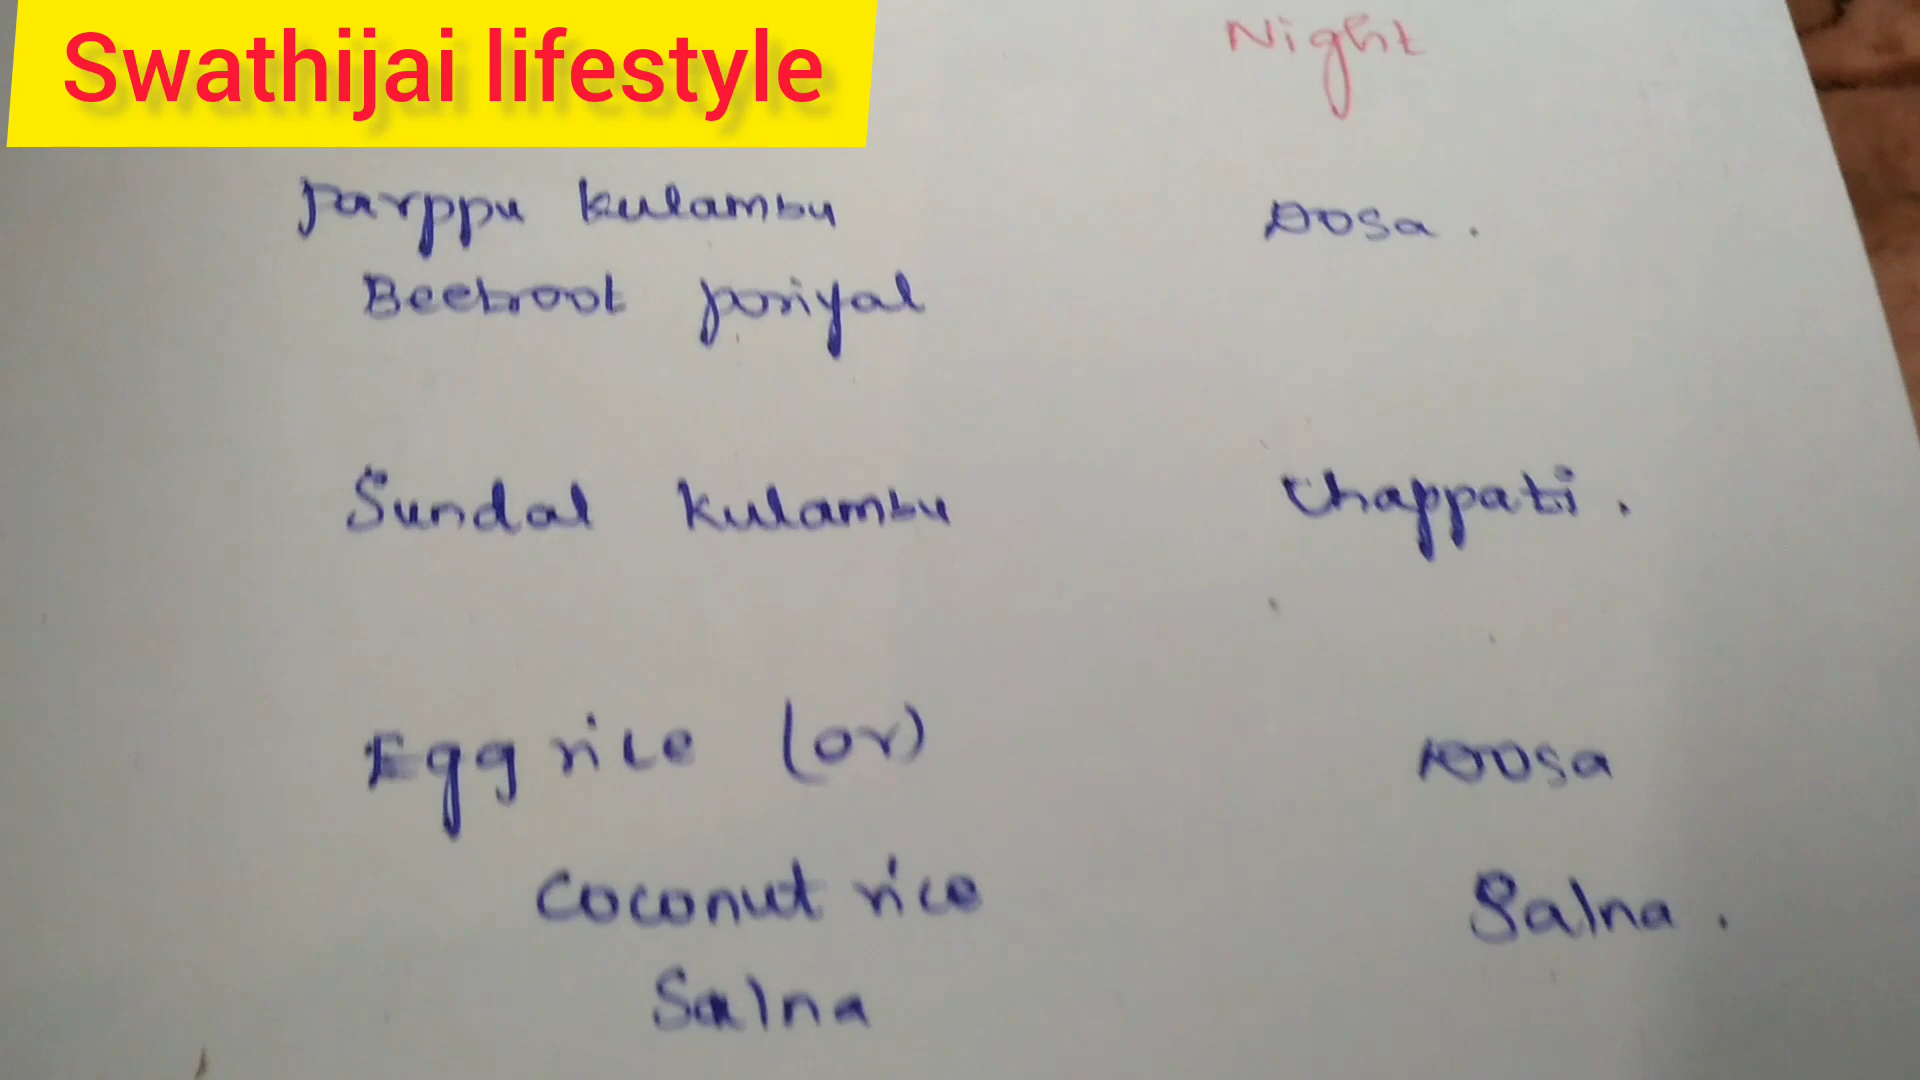 Swathijai lifestyle
Night
Parppu kulambu
Dosa.
Beetroot poriyal
Sundal kulambu
Chappati.
Egg rice (or)
Dosa
Coconut rice
Salna.
Salna